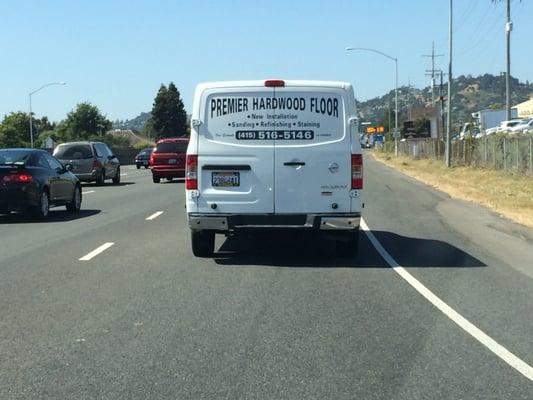 PREMIER HARDWOOD FLOOR
• New Installation
• Sanding • Refinishing • Staining
(415) 516-5146